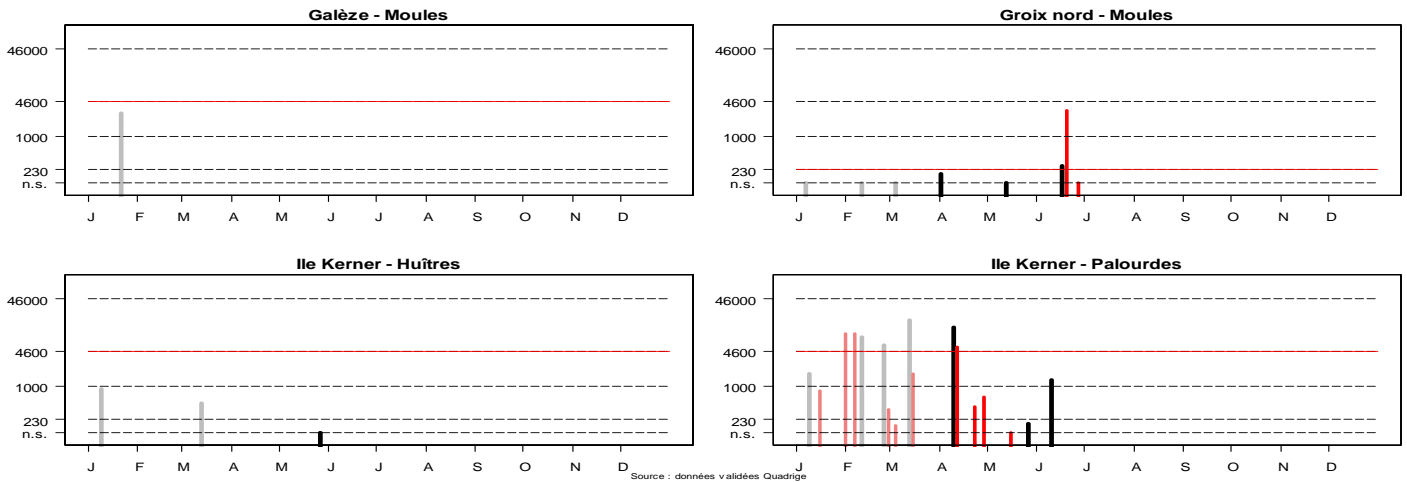 Galèze - Moules
46000
4600
1000
230
n.s.
J F M A M J J A S O N D
Groix nord - Moules
46000
4600
1000
230
n.s.
J F M A M J J A S O N D
Ile Kerner - Huîtres
46000
4600
1000
230
n.s.
J F M A M J J A S O N D
Ile Kerner - Palourdes
46000
4600
1000
230
n.s.
J F M A M J J A S O N D
Source : données validées Quadrige